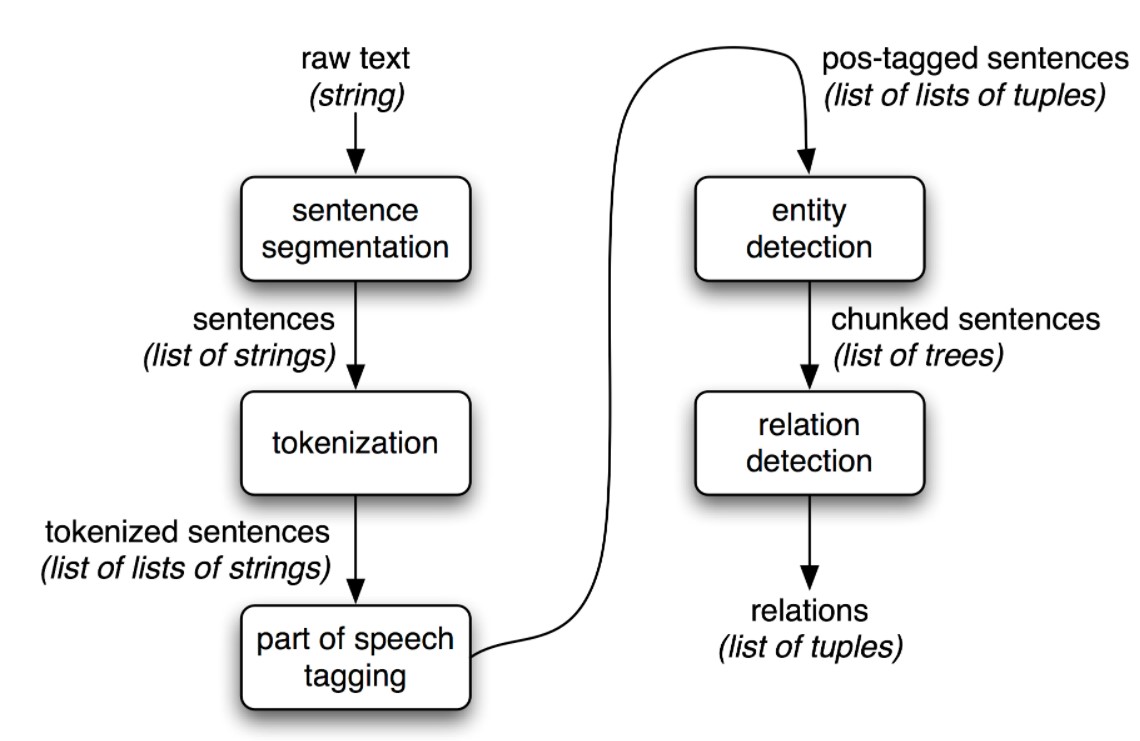 raw text
(string)
sentence
segmentation
sentences
(list of strings)
tokenization
tokenized sentences
(list of lists of strings)
part of speech
tagging
pos-tagged sentences
(list of lists of tuples)
entity
detection
chunked sentences
(list of trees)
relation
detection
relations
(list of tuples)